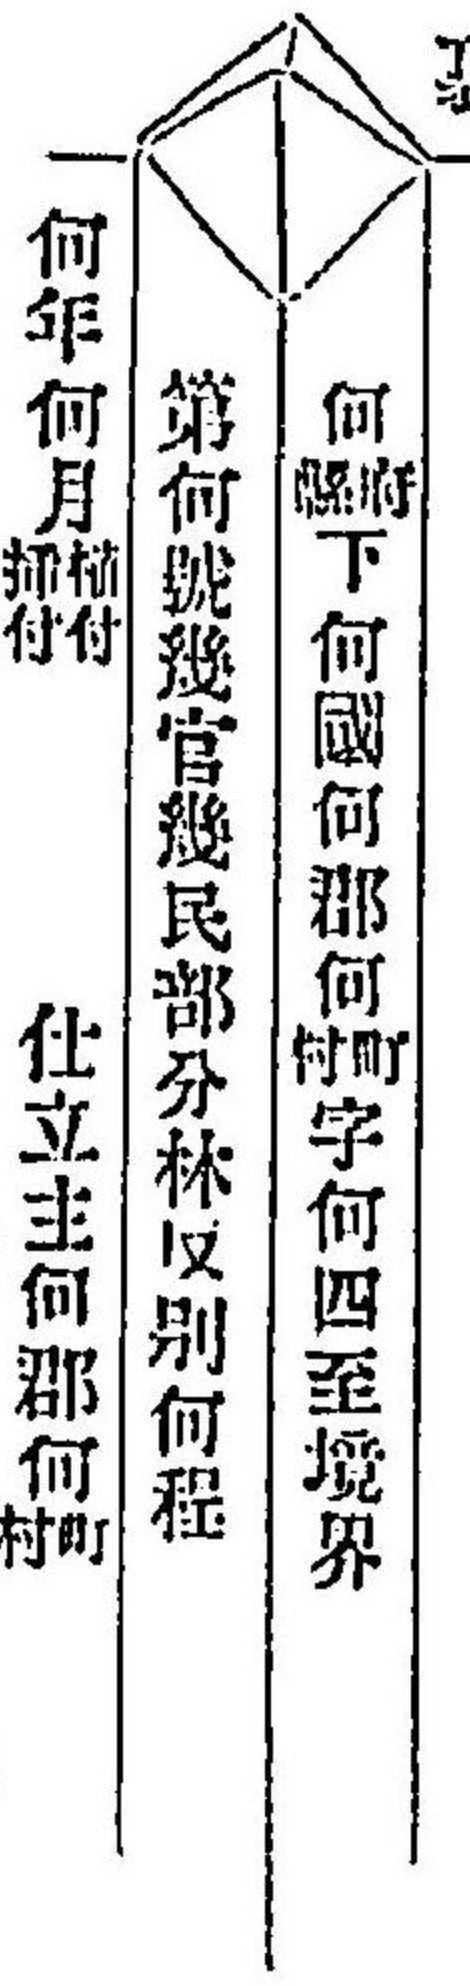 何府縣下何國何郡何町村字何四至境界
第何號幾官幾民部分林反別何程
何年何月植付挿付
仕立主何郡何町村